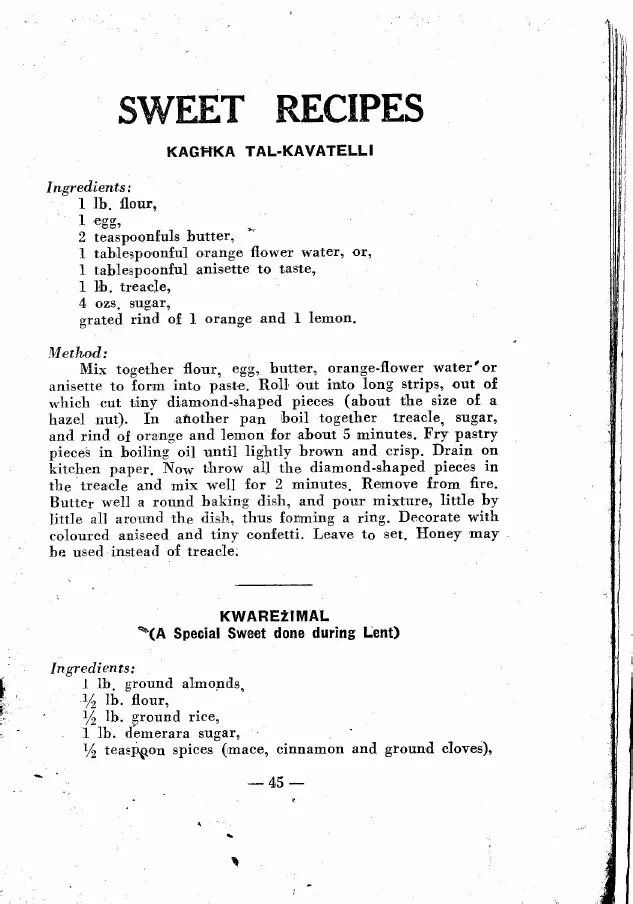 SWEET RECIPES
KAGĦKA TAL-KAVATELLI
Ingredients:
1 lb. flour,
1 egg,
2 teaspoonfuls butter,
1 tablespoonful orange flower water, or,
1 tablespoonful anisette to taste,
1 lb. treacle,
4 ozs. sugar,
grated rind of 1 orange and 1 lemon.
Method:
Mix together flour, egg, butter, orange-flower water or
anisette to form into paste. Roll out into long strips, out of
which cut tiny diamond-shaped pieces (about the size of a
hazel nut). In another pan boil together treacle, sugar,
and rind of orange and lemon for about 5 minutes. Fry pastry
pieces in boiling oil until lightly brown and crisp. Drain on
kitchen paper. Now throw all the diamond-shaped pieces in
the treacle and mix well for 2 minutes. Remove from fire.
Butter well a round baking dish, and pour mixture, little by
little all around the dish, thus forming a ring. Decorate with
coloured aniseed and tiny confetti. Leave to set. Honey may
be used instead of treacle.
KWAREŻIMAL
(A Special Sweet done during Lent)
Ingredients:
1 lb. ground almonds,
½ lb. flour,
½ lb. ground rice,
1 lb. demerara sugar,
½ teaspoon spices (mace, cinnamon and ground cloves),
— 45 —